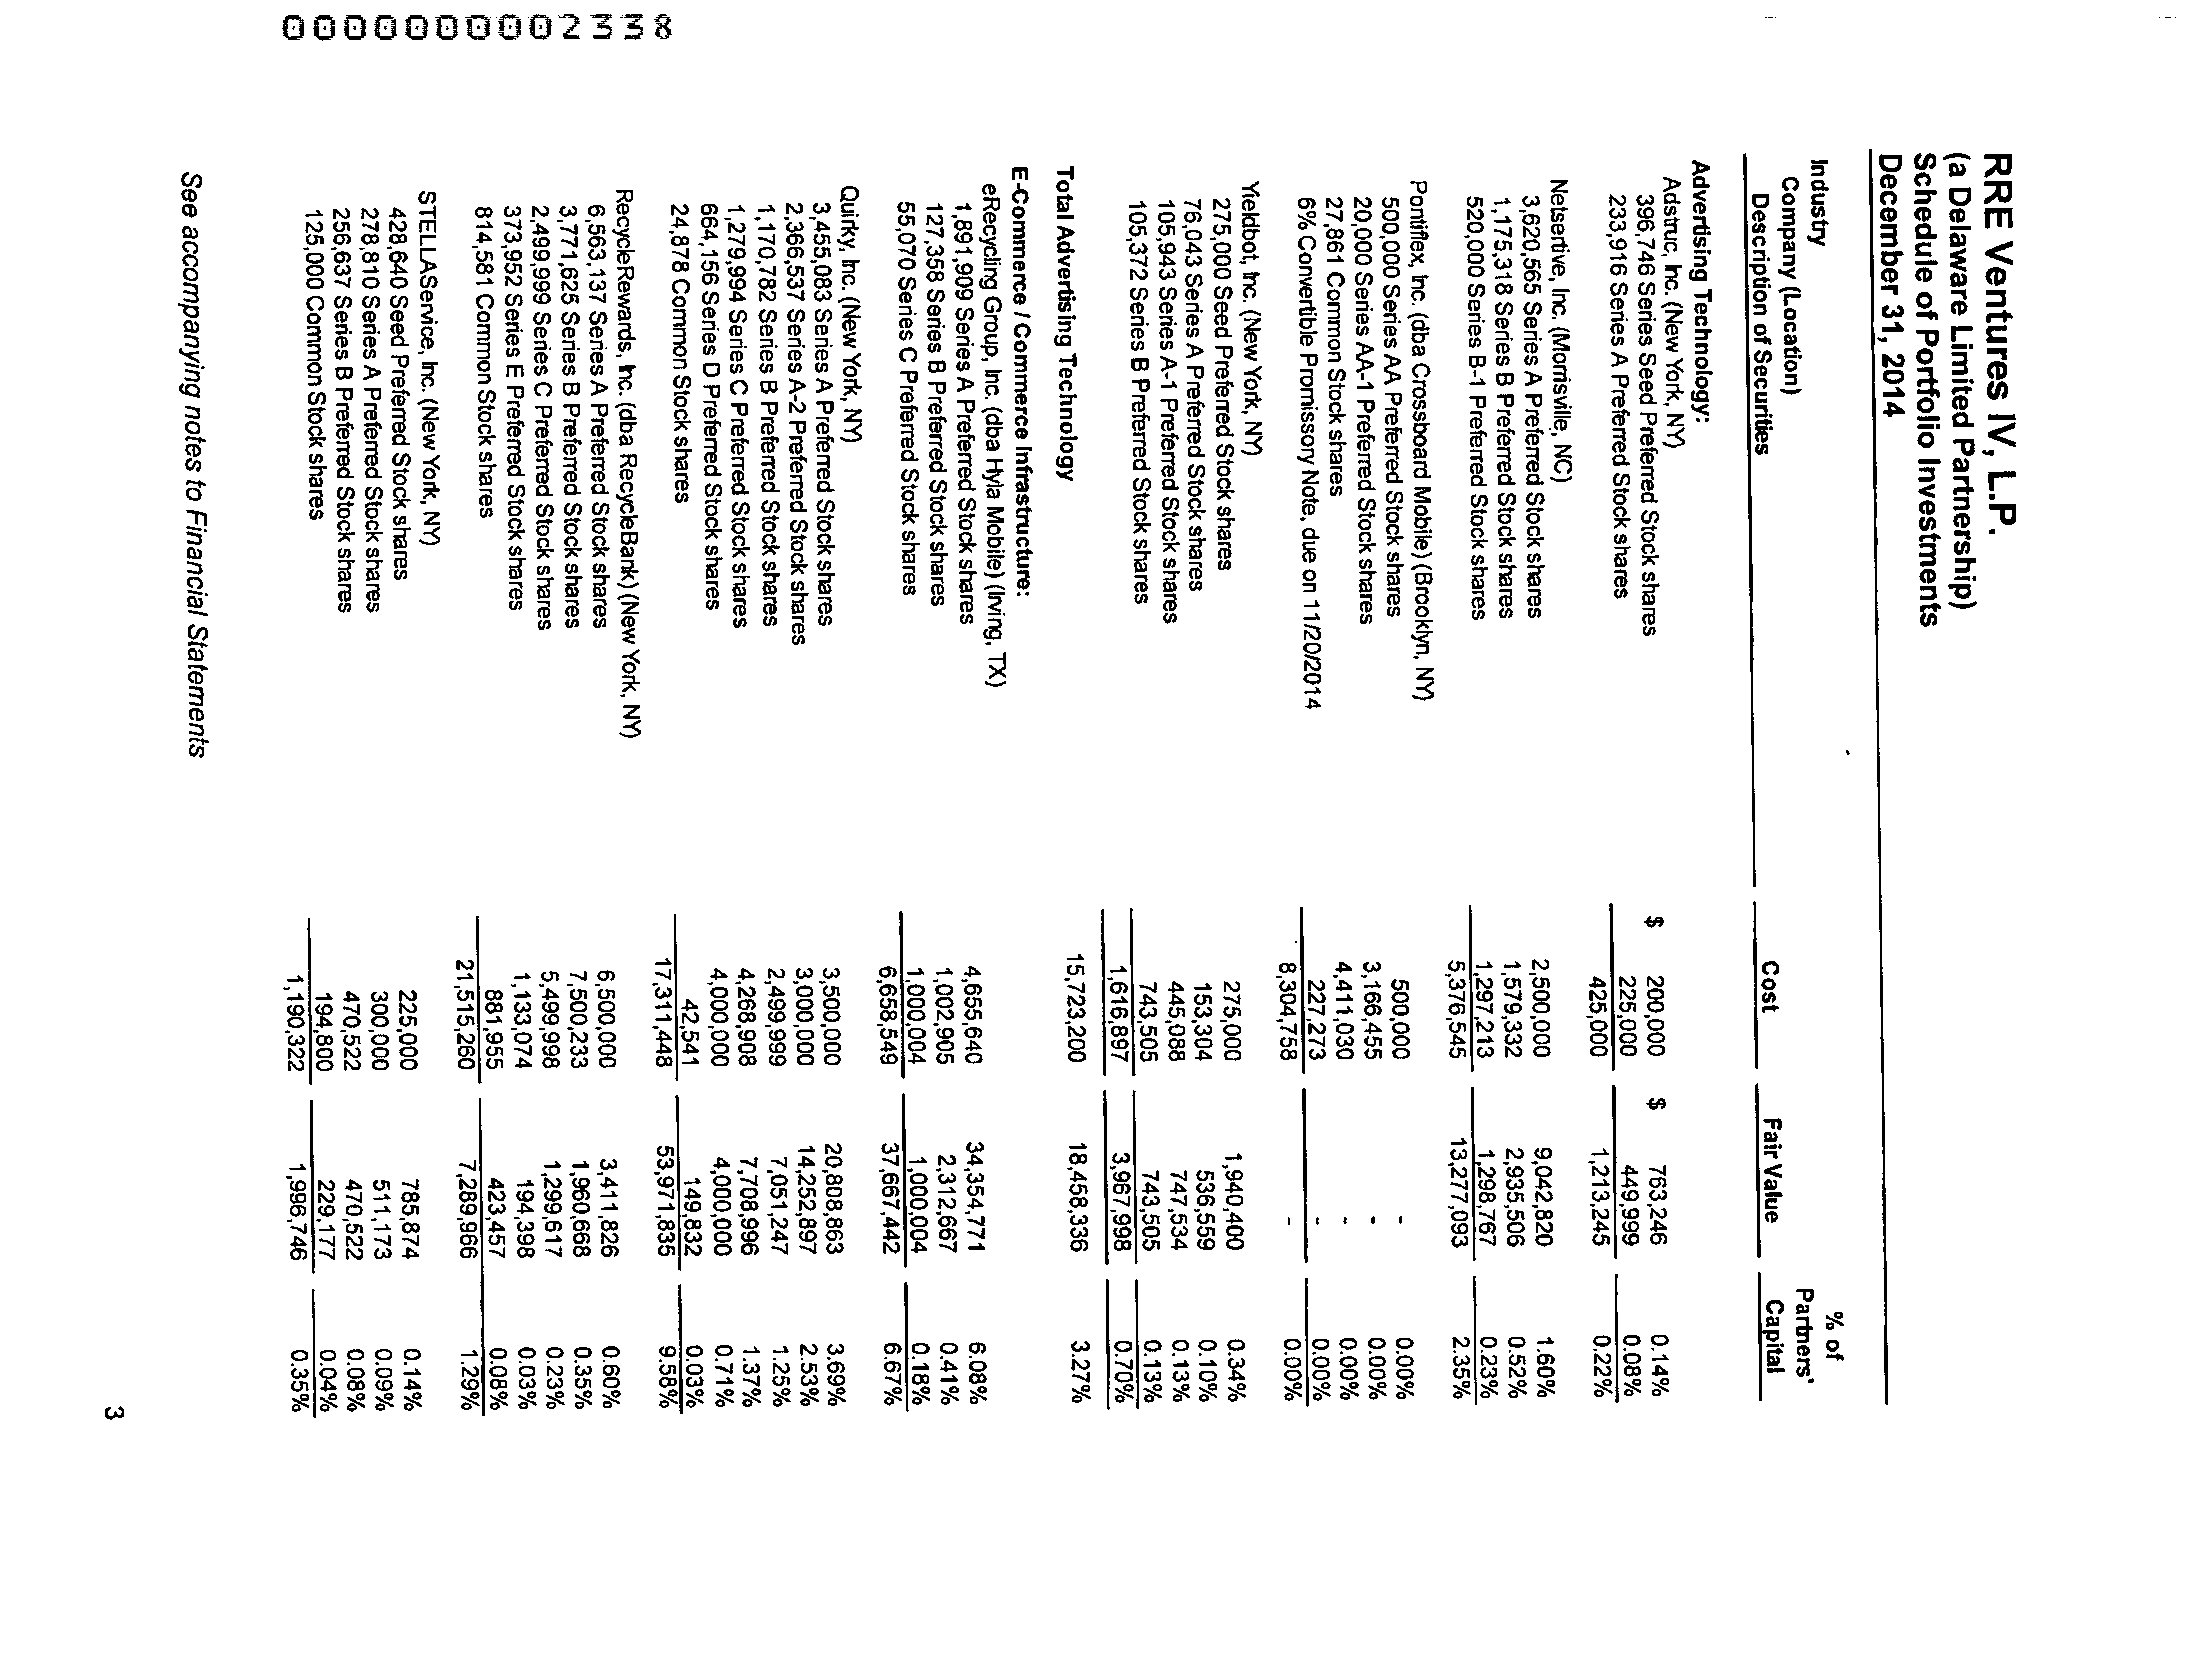 RRE Ventures IV, L.P.
(a Delaware Limited Partnership)
Schedule of Portfolio Investments
December 31, 2014
% of
Industry Partners'
Company (Location) Capital
Description of Securities Cost Fair Value
Advertising Technology:
Adstruc, Inc. (New York, NY)
396,746 Series Seed Preferred Stock shares $ 200,000 $ 763,246 0.14%
233,916 Series A Preferred Stock shares 225,000 449,999 0.08%
425,000 1,213,245 0.22%
Netsertive, Inc. (Morrisville, NC)
3,620,565 Series A Preferred Stock shares 2,500,000 9,042,820 1.60%
1,175,318 Series B Preferred Stock shares 1,579,332 2,935,506 0.52%
520,000 Series B-1 Preferred Stock shares 1,297,213 1,298,767 0.23%
5,376,545 13,277,093 2.35%
Pontiflex, Inc. (dba Crossboard Mobile) (Brooklyn, NY)
500,000 Series AA Preferred Stock shares 500,000 - 0.00%
20,000 Series AA-1 Preferred Stock shares 3,166,455 - 0.00%
27,861 Common Stock shares 4,411,030 - 0.00%
6% Convertible Promissory Note, due on 11/20/2014 227,273 - 0.00%
8,304,758 - 0.00%
Yieldbot, Inc. (New York, NY)
275,000 Seed Preferred Stock shares 275,000 1,940,400 0.34%
76,043 Series A Preferred Stock shares 153,304 536,559 0.10%
105,943 Series A-1 Preferred Stock shares 445,088 747,534 0.13%
105,372 Series B Preferred Stock shares 743,505 743,505 0.13%
1,616,897 3,967,998 0.70%
Total Advertising Technology 15,723,200 18,458,336 3.27%
E-Commerce / Commerce Infrastructure:
eRecycling Group, Inc. (dba Hyla Mobile) (Irving, TX)
1,891,909 Series A Preferred Stock shares 4,655,640 34,354,771 6.08%
127,358 Series B Preferred Stock shares 1,002,905 2,312,667 0.41%
55,070 Series C Preferred Stock shares 1,000,004 1,000,004 0.18%
6,658,549 37,667,442 6.67%
Quirky, Inc. (New York, NY)
3,455,083 Series A Preferred Stock shares 3,500,000 20,808,863 3.69%
2,366,537 Series A-2 Preferred Stock shares 3,000,000 14,252,897 2.53%
1,170,782 Series B Preferred Stock shares 2,499,999 7,051,247 1.25%
1,279,994 Series C Preferred Stock shares 4,268,908 7,708,996 1.37%
664,156 Series D Preferred Stock shares 4,000,000 4,000,000 0.71%
24,878 Common Stock shares 42,541 149,832 0.03%
17,311,448 53,971,835 9.58%
RecycleRewards, Inc. (dba RecycleBank) (New York, NY)
6,563,137 Series A Preferred Stock shares 6,500,000 3,411,826 0.60%
3,771,625 Series B Preferred Stock shares 7,500,233 1,960,668 0.35%
2,499,999 Series C Preferred Stock shares 5,499,998 1,299,617 0.23%
373,952 Series E Preferred Stock shares 1,133,074 194,398 0.03%
814,581 Common Stock shares 881,955 423,457 0.08%
21,515,260 7,289,966 1.29%
STELLAService, Inc. (New York, NY)
428,640 Seed Preferred Stock shares 225,000 785,874 0.14%
278,810 Series A Preferred Stock shares 300,000 511,173 0.09%
256,637 Series B Preferred Stock shares 470,522 470,522 0.08%
125,000 Common Stock shares 194,800 229,177 0.04%
1,190,322 1,996,746 0.35%
See accompanying notes to Financial Statements
3
0000000002338